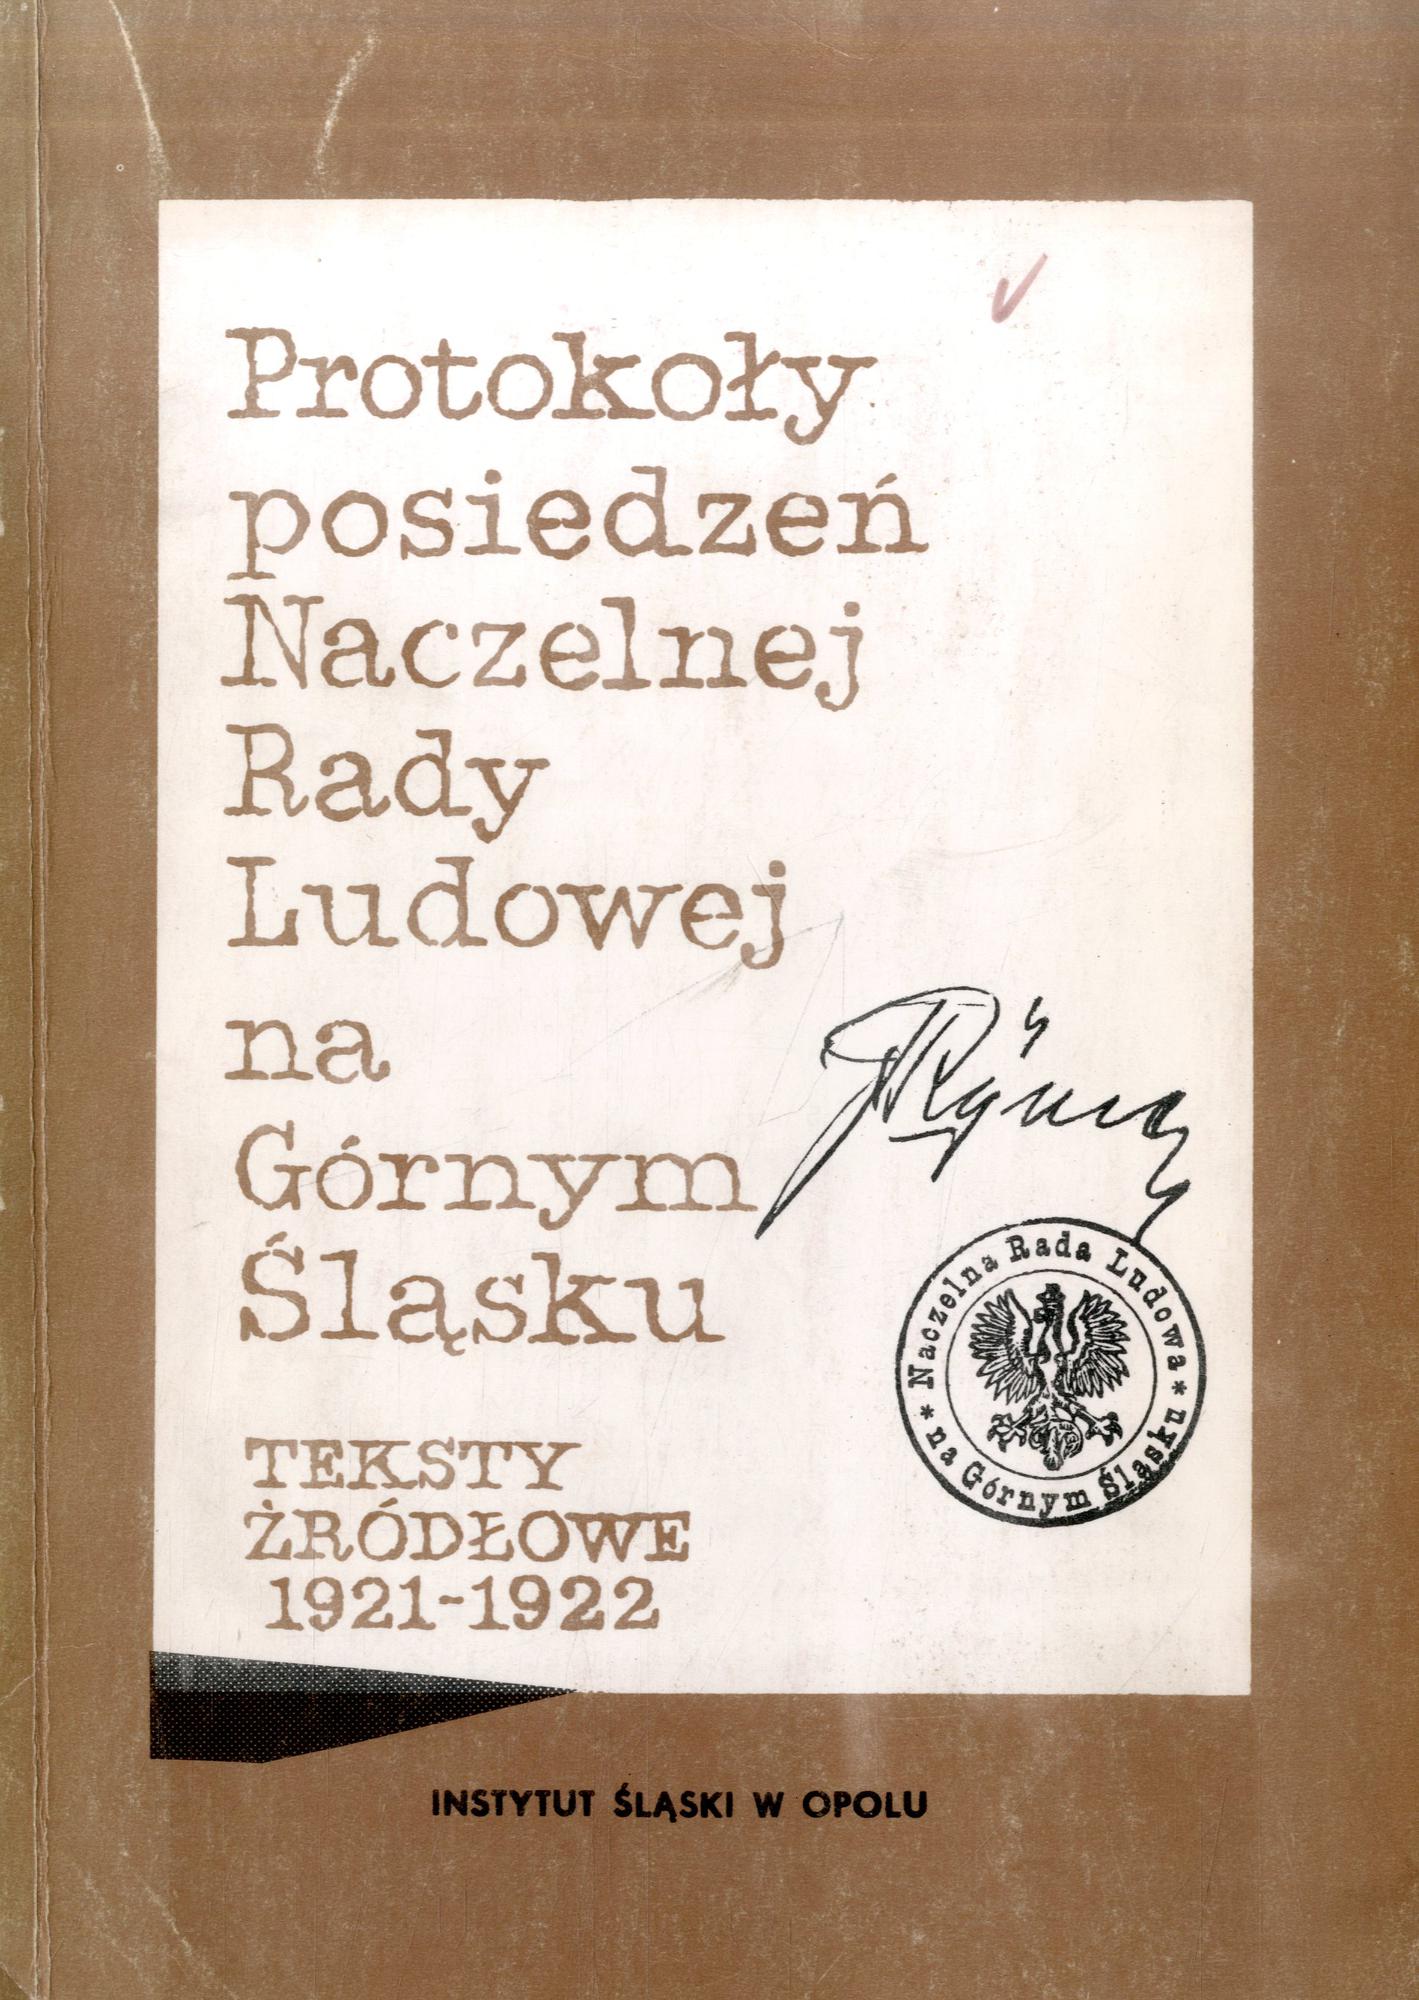 Protokoły
posiedzeń
Naczelnej
Rady
Ludowej
na
Górnym
Śląsku
* Naczelna Rada Ludowa *
na Górnym Śląsku
TEKSTY
ŻRÓDŁOWE
1921-1922
INSTYTUT ŚLĄSKI W OPOLU